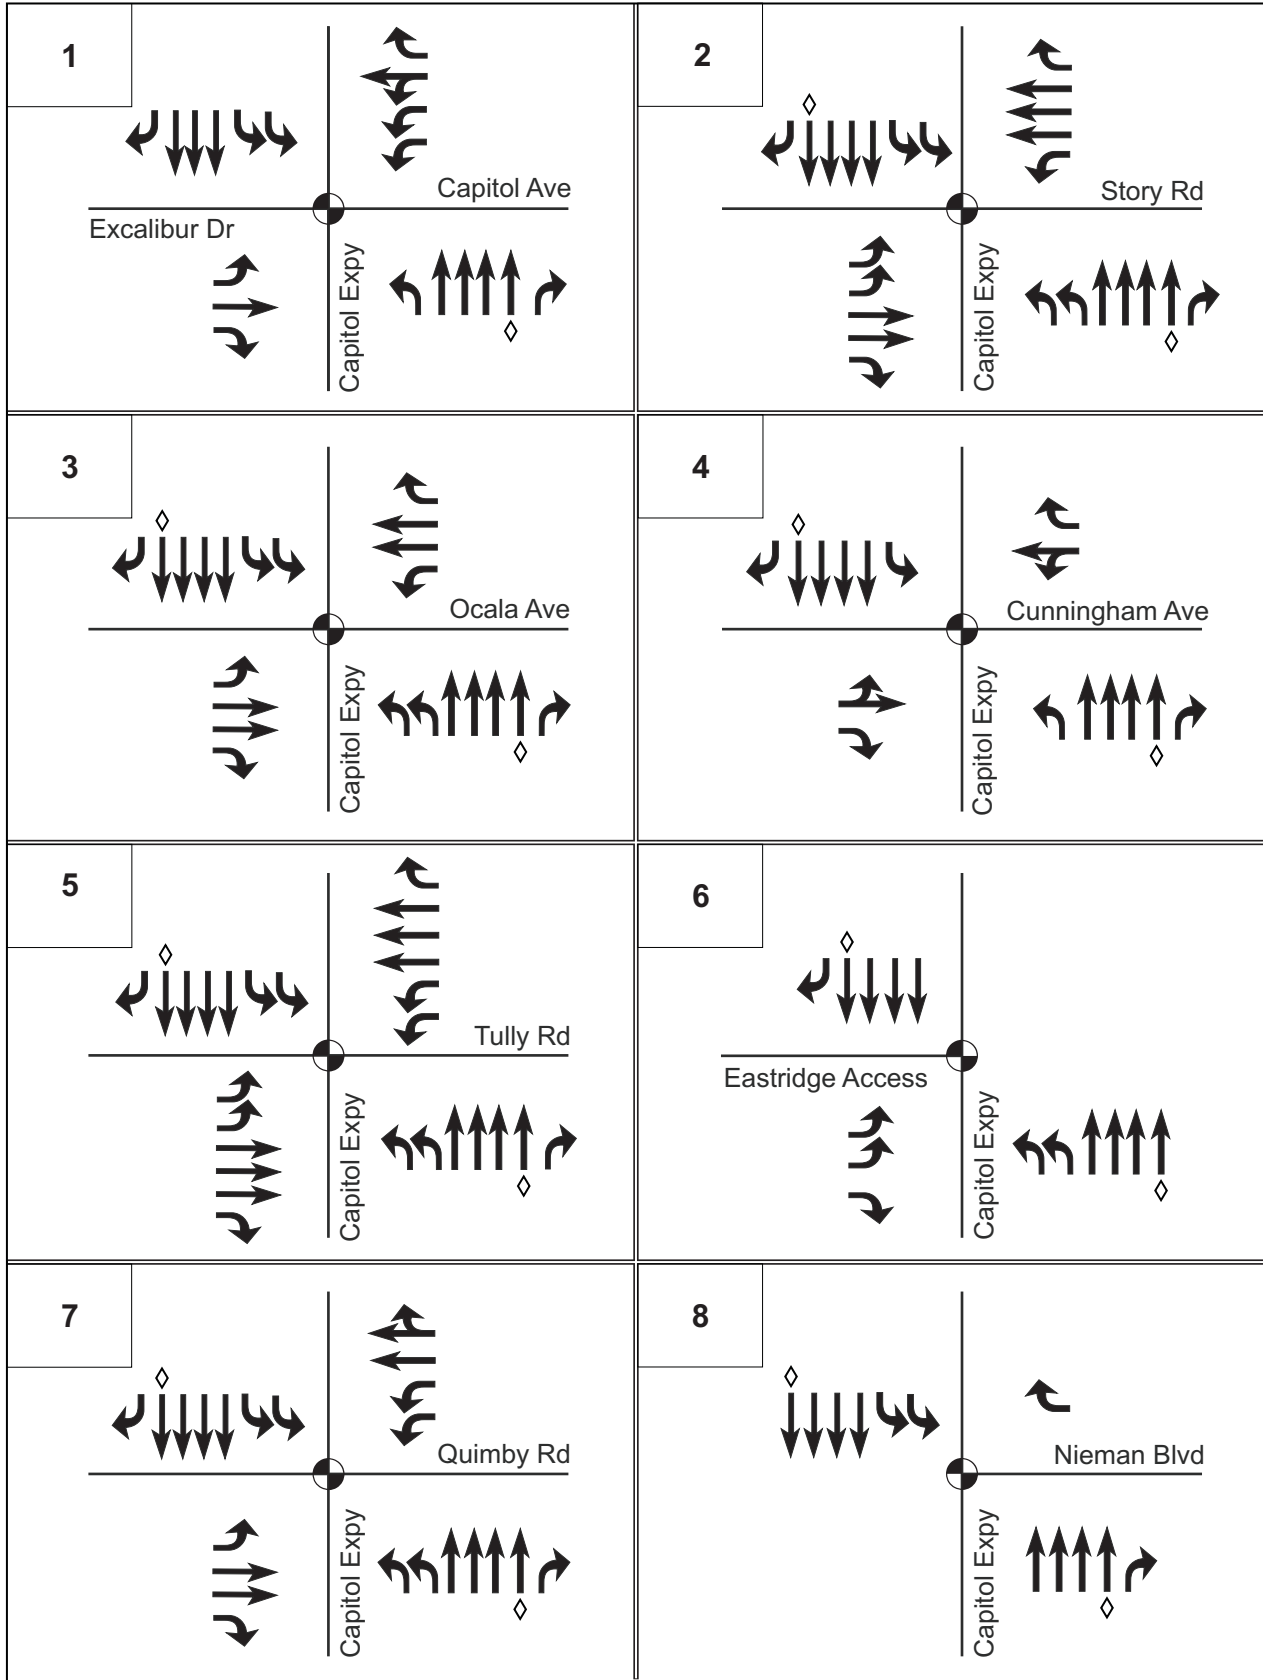 1
Capitol Ave
Excalibur Dr
Capitol Expy
2
Story Rd
Capitol Expy
3
Ocala Ave
Capitol Expy
4
Cunningham Ave
Capitol Expy
5
Tully Rd
Capitol Expy
6
Eastridge Access
Capitol Expy
7
Quimby Rd
Capitol Expy
8
Nieman Blvd
Capitol Expy